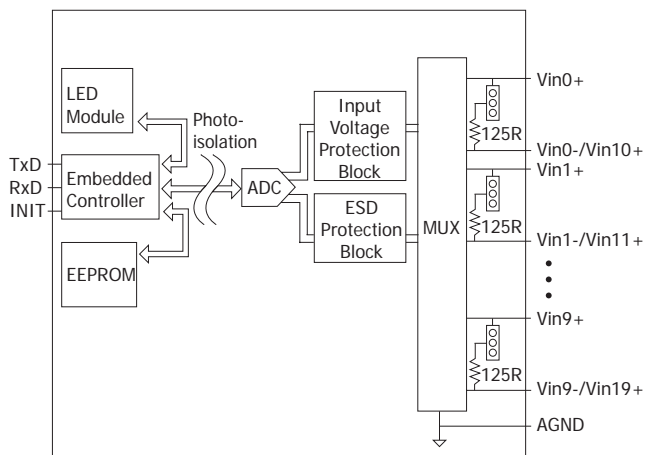 LED
Module
Photo-
isolation
TxD
RxD
INIT
Embedded
Controller
EEPROM
ADC
Input
Voltage
Protection
Block
ESD
Protection
Block
MUX
Vin0+
125R
Vin0-/Vin10+
Vin1+
125R
Vin1-/Vin11+
Vin9+
125R
Vin9-/Vin19+
AGND